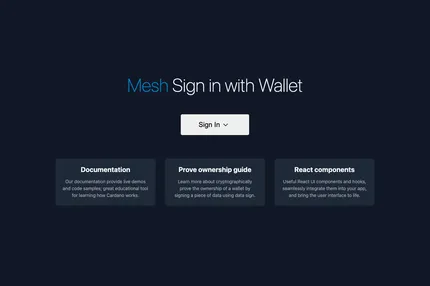 Mesh Sign in with Wallet
Sign In
Documentation
Our documentation provide live demos
and code samples; great educational tool
for learning how Cardano works.
Prove ownership guide
Learn more about cryptographically
prove the ownership of a wallet by
signing a piece of data using data sign.
React components
Useful React UI components and hooks,
seamlessly integrate them into your app,
and bring the user interface to life.